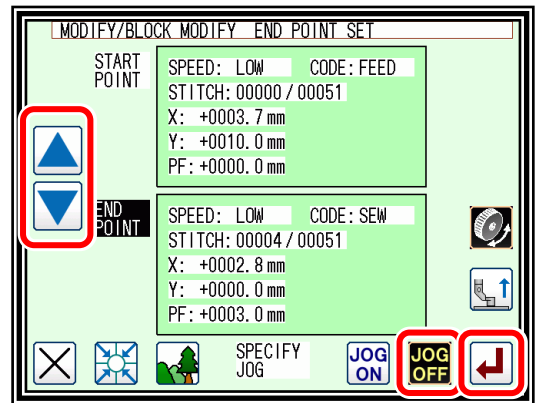 MODIFY/BLOCK MODIFY END POINT SET
START POINT
SPEED: LOW CODE: FEED
STITCH: 00000 / 00051
X: +0003. 7 mm
Y: +0010. 0 mm
PF: +0000. 0 mm
END POINT
SPEED: LOW CODE: SEW
STITCH: 00004 / 00051
X: +0002. 8 mm
Y: +0000. 0 mm
PF: +0003. 0 mm
SPECIFY JOG
JOG ON
JOG OFF